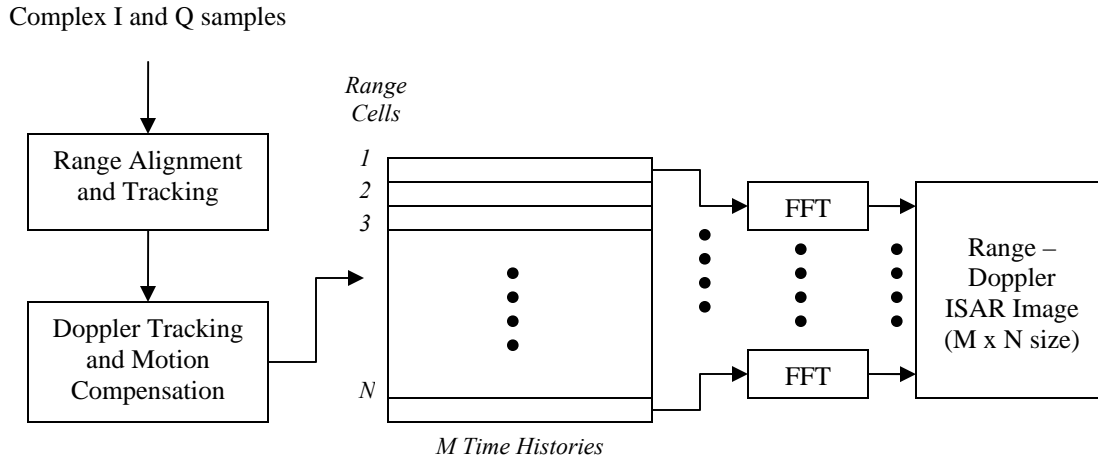 Complex I and Q samples
Range
Cells
Range Alignment
and Tracking
1
2
3
FFT
Range –
Doppler
ISAR Image
(M x N size)
Doppler Tracking
and Motion
Compensation
N
FFT
M Time Histories